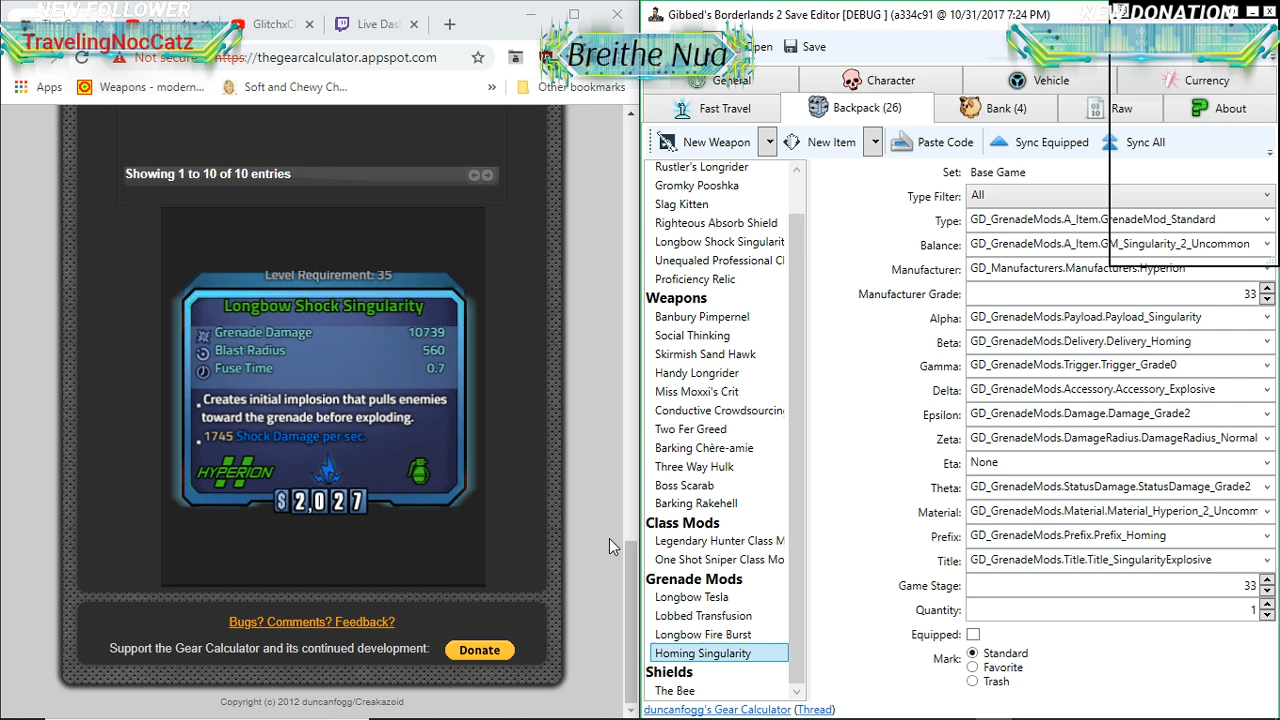 NEW FOLLOWER
TravelingNocCatz
GlitchxC
Live Das
Not secure
https://thegearcalculator.appspot.com
Apps
Weapons - modern...
Soft and Chewy Ch...
»
Other bookmarks
Breithe Nua
Showing 1 to 10 of 10 entries
Level Requirement: 35
Longbow Shock Singularity
Grenade Damage 10739
Blast Radius 560
Fuse Time 0.7
Creates initial implosion that pulls enemies
toward the grenade before exploding.
1745 Shock Damage per sec.
HYPERION
$ 2,027
Bugs? Comments? Feedback?
Support the Gear Calculator and its continued development:
Donate
Copyright (c) 2012 duncanfogg/Creakazoid
Gibbed's Borderlands 2 Save Editor [DEBUG ] (a334c91 @ 10/31/2017 7:24 PM)
NEW DONATION
Open
Save
General
Character
Vehicle
Currency
Fast Travel
Backpack (26)
Bank (4)
Raw
About
New Weapon
New Item
Paste Code
Sync Equipped
Sync All
Rustler's Longrider
Gromky Pooshka
Slag Kitten
Righteous Absorb Shield
Longbow Shock Singularit
Unequaled Professional Cl
Proficiency Relic
Weapons
Banbury Pimpernel
Social Thinking
Skirmish Sand Hawk
Handy Longrider
Miss Moxxi's Crit
Conductive Crowdsourcing
Two Fer Greed
Barking Chère-amie
Three Way Hulk
Boss Scarab
Barking Rakehell
Class Mods
Legendary Hunter Class M
One Shot Sniper Class Mo
Grenade Mods
Longbow Tesla
Lobbed Transfusion
Longbow Fire Burst
Homing Singularity
Shields
The Bee
Set: Base Game
Type Filter: All
Type: GD_GrenadeMods.A_Item.GrenadeMod_Standard
Balance: GD_GrenadeMods.A_Item.GM_Singularity_2_Uncommon
Manufacturer: GD_Manufacturers.Manufacturers.Hyperion
Manufacturer Grade: 33
Alpha: GD_GrenadeMods.Payload.Payload_Singularity
Beta: GD_GrenadeMods.Delivery.Delivery_Homing
Gamma: GD_GrenadeMods.Trigger.Trigger_Grade0
Delta: GD_GrenadeMods.Accessory.Accessory_Explosive
Epsilon: GD_GrenadeMods.Damage.Damage_Grade2
Zeta: GD_GrenadeMods.DamageRadius.DamageRadius_Normal
Eta: None
Theta: GD_GrenadeMods.StatusDamage.StatusDamage_Grade2
Material: GD_GrenadeMods.Material.Material_Hyperion_2_Uncomm
Prefix: GD_GrenadeMods.Prefix.Prefix_Homing
Title: GD_GrenadeMods.Title.Title_SingularityExplosive
Game Stage: 33
Quantity: 1
Equipped:
Mark: Standard
Favorite
Trash
duncanfogg's Gear Calculator (Thread)